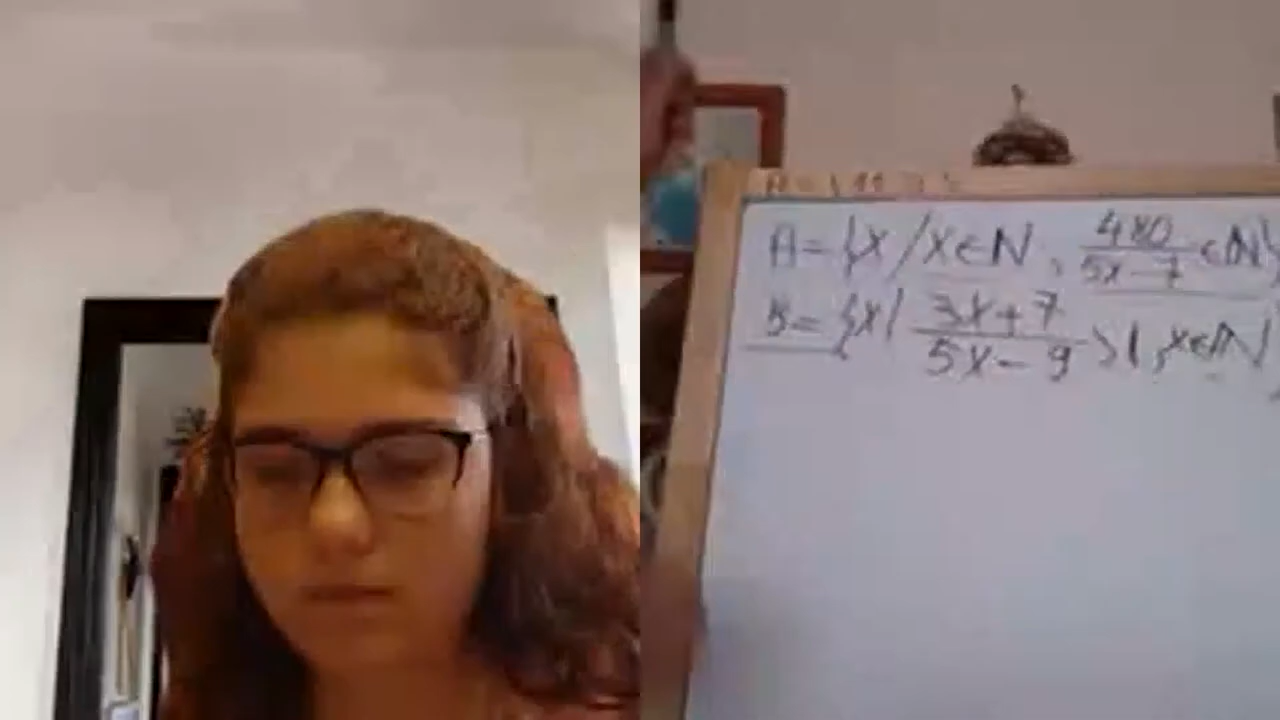 A = {x / x ∈ N, 480/(5x - 7) ∈ N}
B = {x / (3x + 7)/(5x - 9) > 1, x ∈ N}